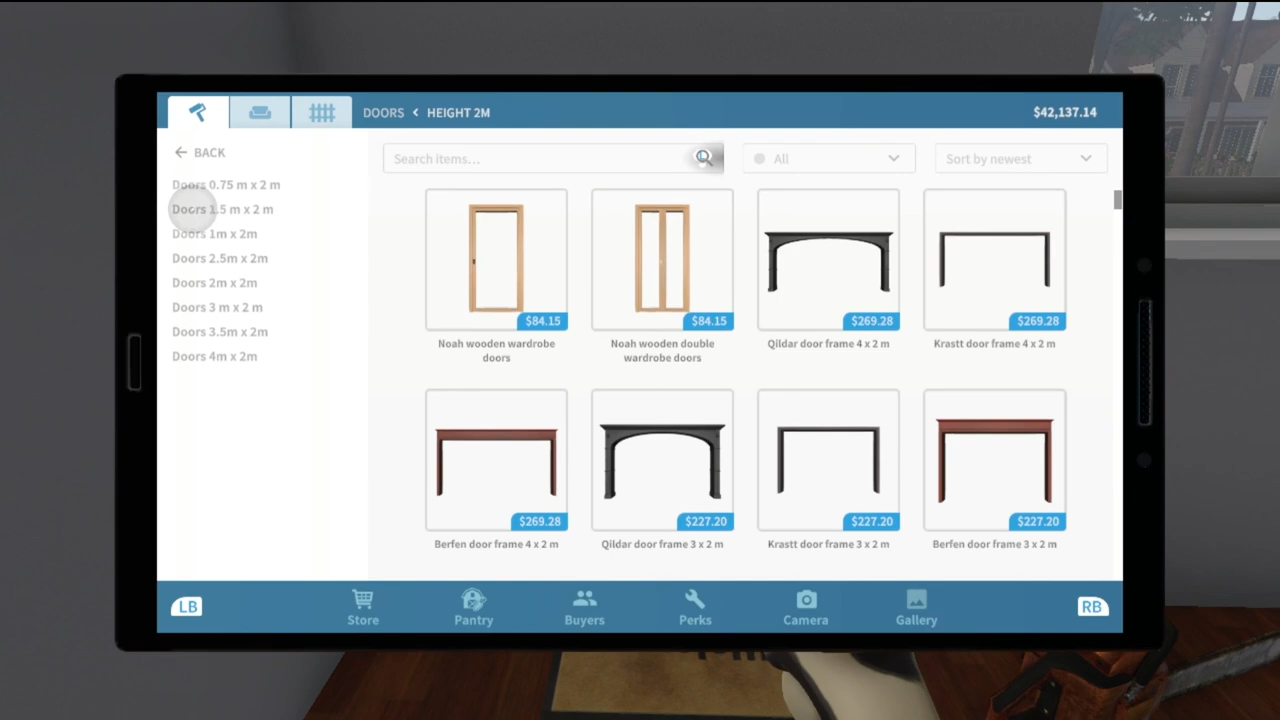 DOORS < HEIGHT 2M
$42,137.14
BACK
Doors 0.75 m x 2 m
Doors 1.5 m x 2 m
Doors 1m x 2m
Doors 2.5m x 2m
Doors 2m x 2m
Doors 3 m x 2 m
Doors 3.5m x 2m
Doors 4m x 2m
Search items...
All
Sort by newest
$84.15
$84.15
$269.28
$269.28
Noah wooden wardrobe
doors
Noah wooden double
wardrobe doors
Qildar door frame 4 x 2 m
Krastt door frame 4 x 2 m
$269.28
$227.20
$227.20
$227.20
Berfen door frame 4 x 2 m
Qildar door frame 3 x 2 m
Krastt door frame 3 x 2 m
Berfen door frame 3 x 2 m
LB
Store
Pantry
Buyers
Perks
Camera
Gallery
RB